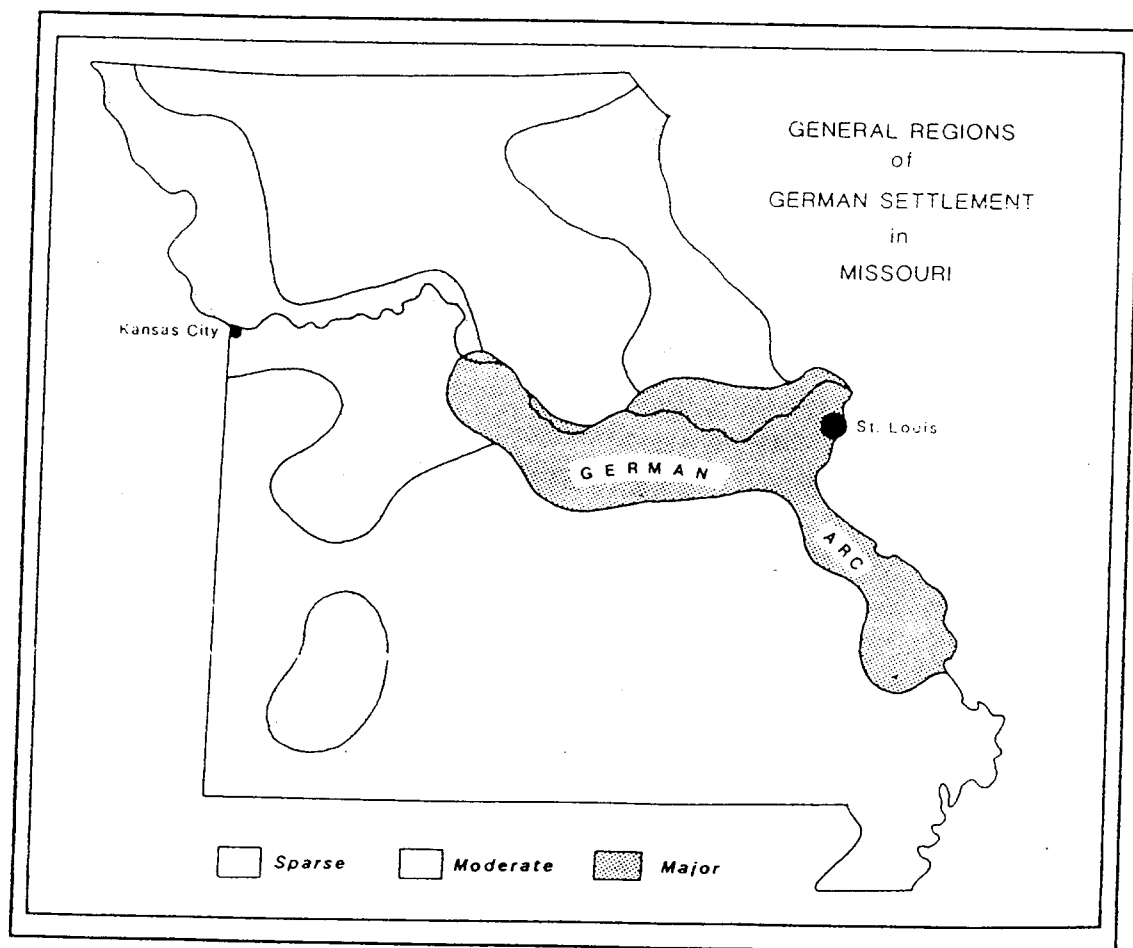 GENERAL REGIONS
of
GERMAN SETTLEMENT
in
MISSOURI
Kansas City
St. Louis
GERMAN
ARC
Sparse
Moderate
Major